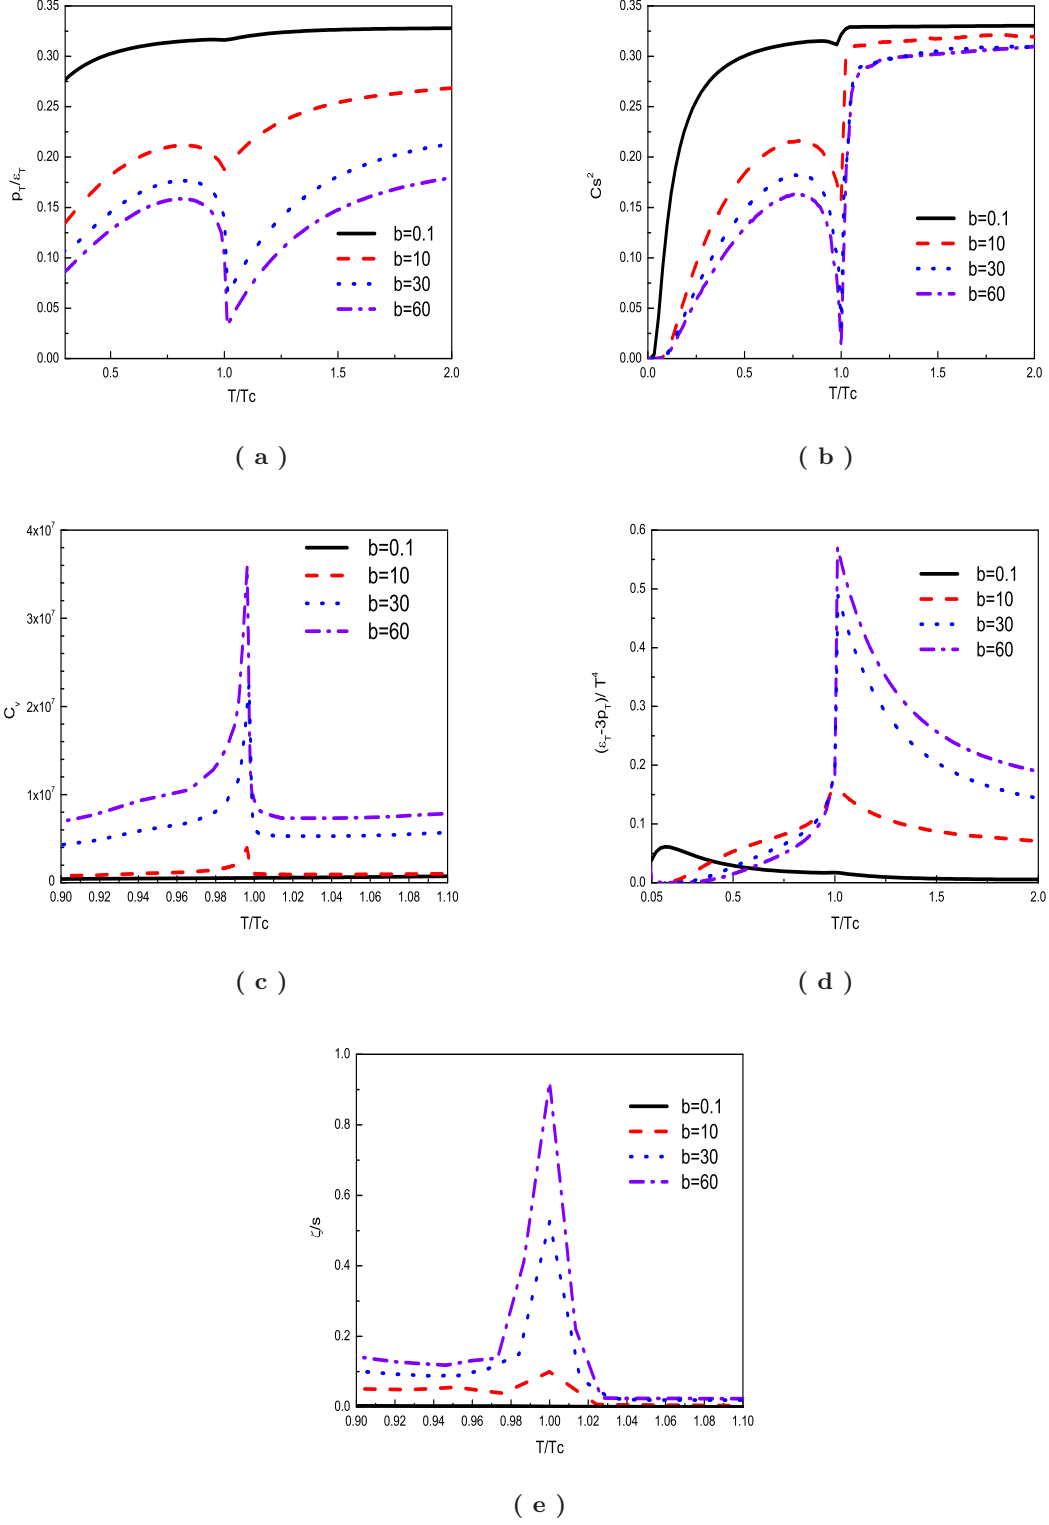 0.35
0.30
0.25
0.20
0.15
0.10
0.05
0.00
p_T/ε_T
0.5 1.0 1.5 2.0
T/Tc
b=0.1
b=10
b=30
b=60
( a )
0.35
0.30
0.25
0.20
0.15
0.10
0.05
0.00
Cs²
0.0 0.5 1.0 1.5 2.0
T/Tc
b=0.1
b=10
b=30
b=60
( b )
4x10⁷
3x10⁷
2x10⁷
1x10⁷
0
C_v
0.90 0.92 0.94 0.96 0.98 1.00 1.02 1.04 1.06 1.08 1.10
T/Tc
b=0.1
b=10
b=30
b=60
( c )
0.6
0.5
0.4
0.3
0.2
0.1
0.0
(ε_T-3p_T)/ T⁴
0.05 0.5 1.0 1.5 2.0
T/Tc
b=0.1
b=10
b=30
b=60
( d )
1.0
0.8
0.6
0.4
0.2
0.0
ζ/s
0.90 0.92 0.94 0.96 0.98 1.00 1.02 1.04 1.06 1.08 1.10
T/Tc
b=0.1
b=10
b=30
b=60
( e )